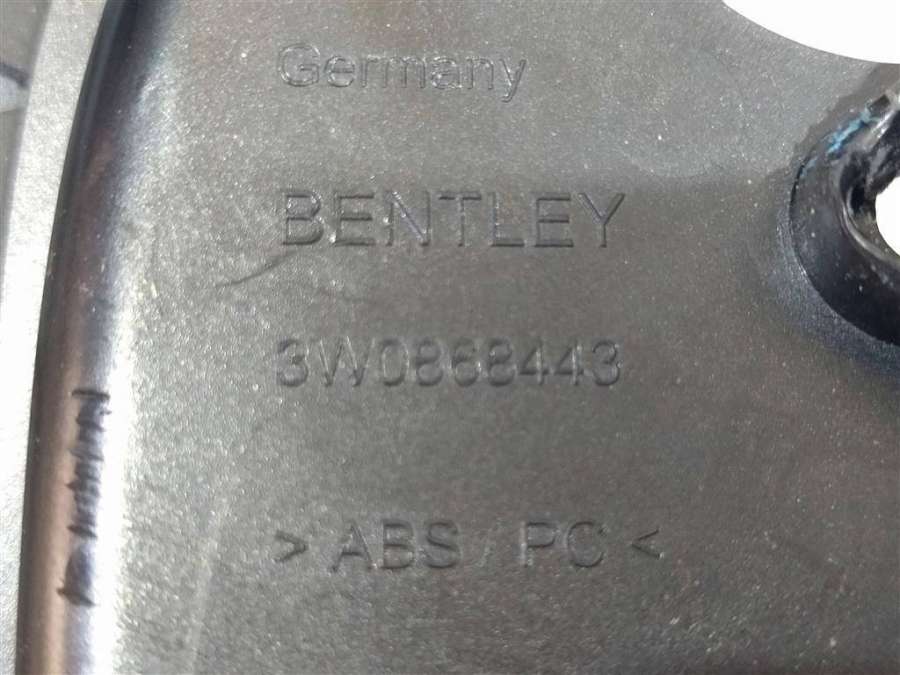 Germany
BENTLEY
3W0868443
> ABS / PC <